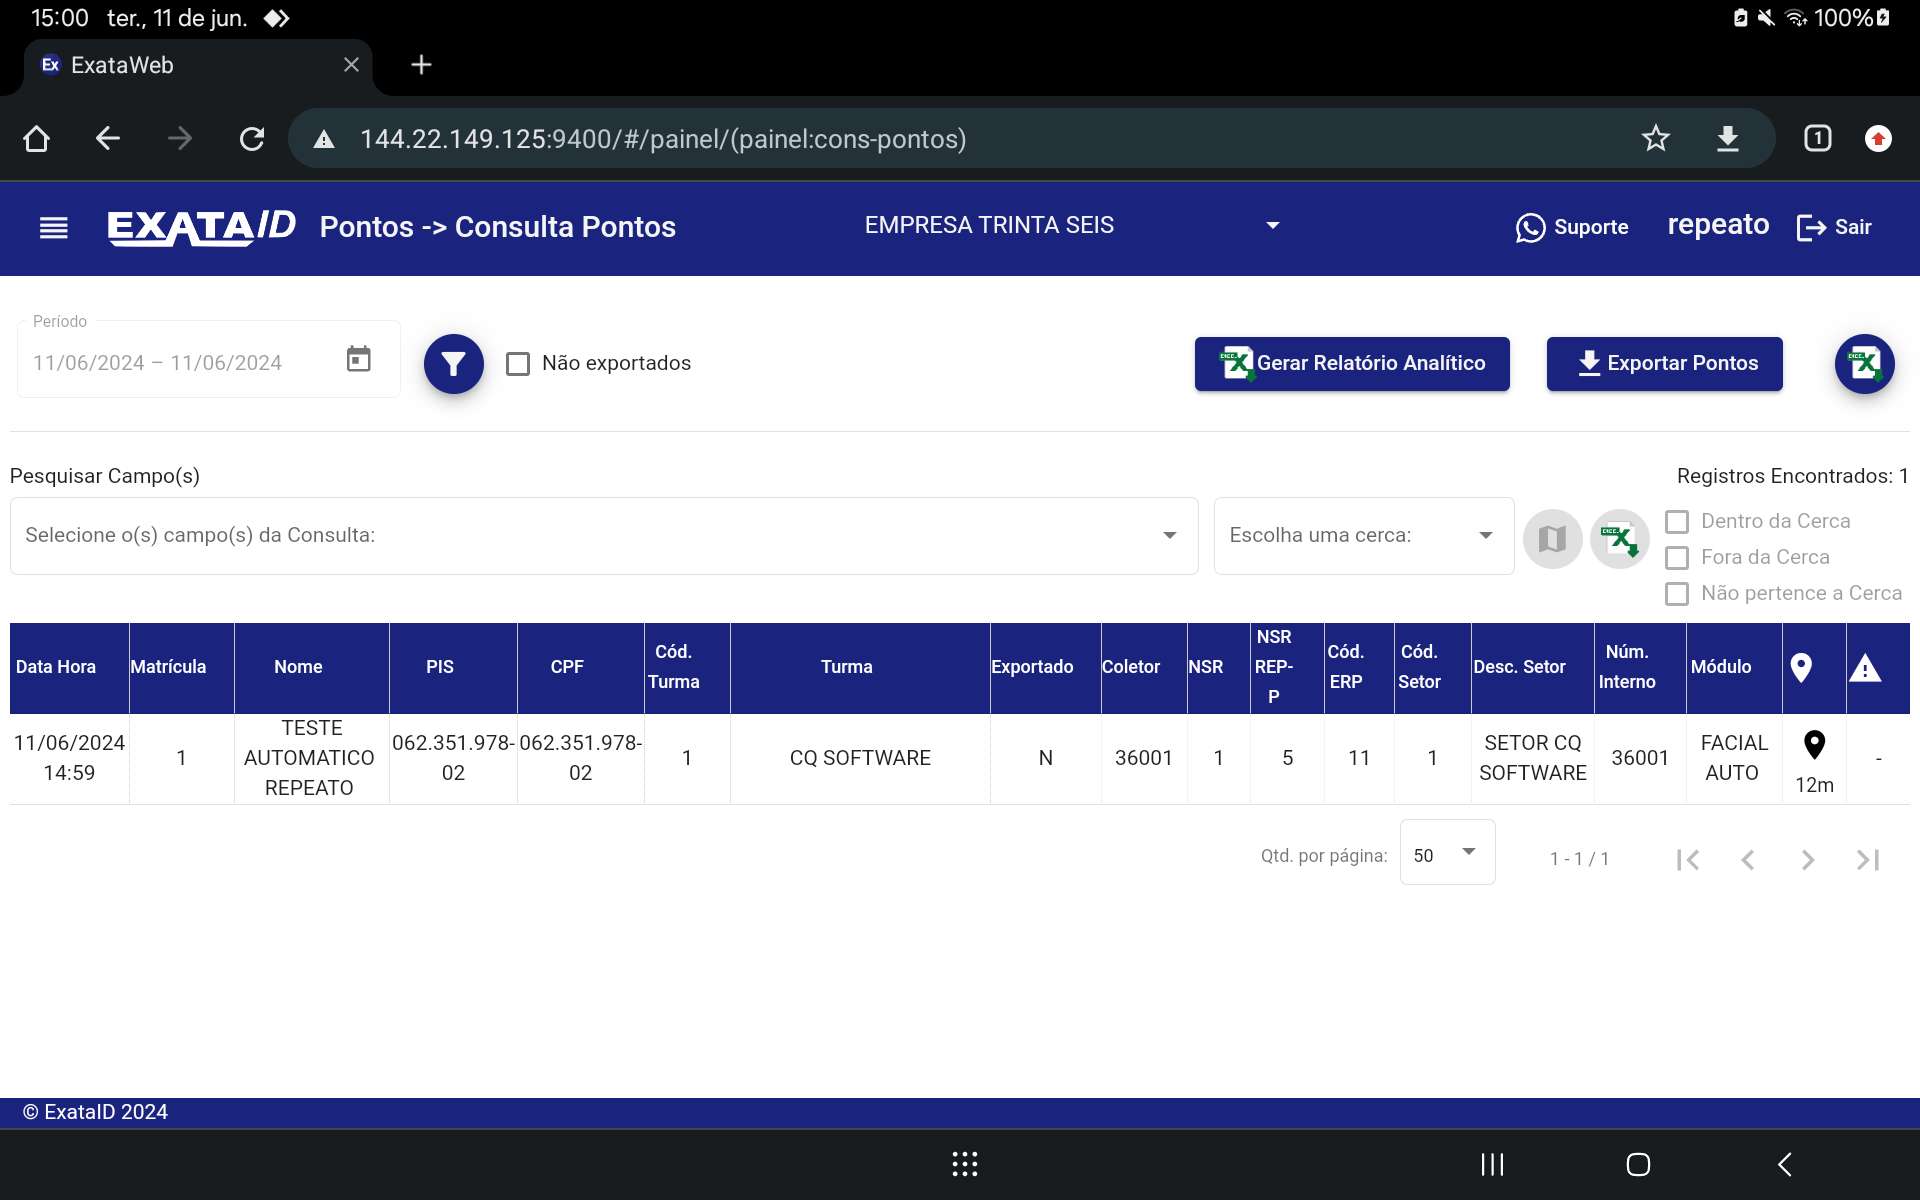 15:00 ter., 11 de jun.
100%
Ex ExataWeb
144.22.149.125:9400/#/painel/(painel:cons-pontos)
1
EXATAID Pontos -> Consulta Pontos EMPRESA TRINTA SEIS Suporte repeato Sair
Período
11/06/2024 – 11/06/2024
Não exportados
Gerar Relatório Analítico
Exportar Pontos
Pesquisar Campo(s)
Registros Encontrados: 1
Selecione o(s) campo(s) da Consulta:
Escolha uma cerca:
Dentro da Cerca
Fora da Cerca
Não pertence a Cerca
Data Hora Matrícula Nome PIS CPF Cód. Turma Turma Exportado Coletor NSR NSR REP-P Cód. ERP Cód. Setor Desc. Setor Núm. Interno Módulo
11/06/2024 14:59 1 TESTE AUTOMATICO REPEATO 062.351.978-02 062.351.978-02 1 CQ SOFTWARE N 36001 1 5 11 1 SETOR CQ SOFTWARE 36001 FACIAL AUTO 12m -
Qtd. por página: 50 1 - 1 / 1
© ExataID 2024